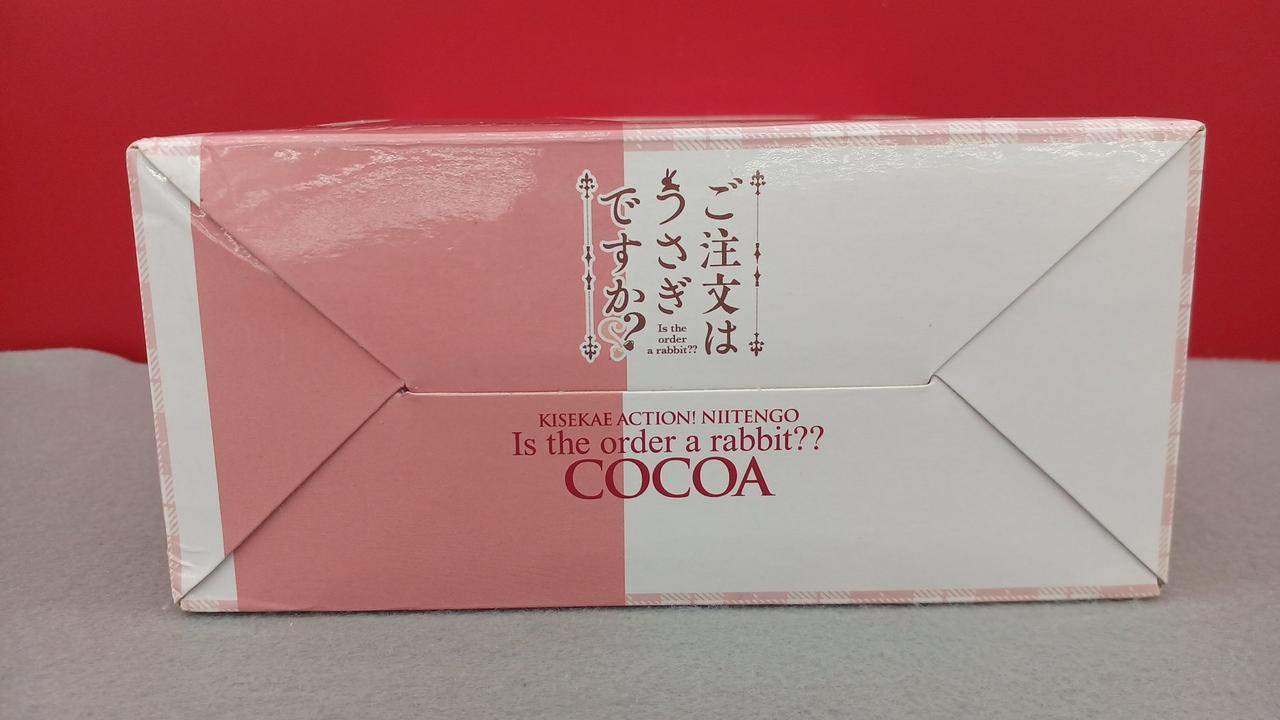 ご注文は
うさぎ
ですか?
Is the
order
a rabbit??
KISEKAE ACTION! NIITENGO
Is the order a rabbit??
COCOA